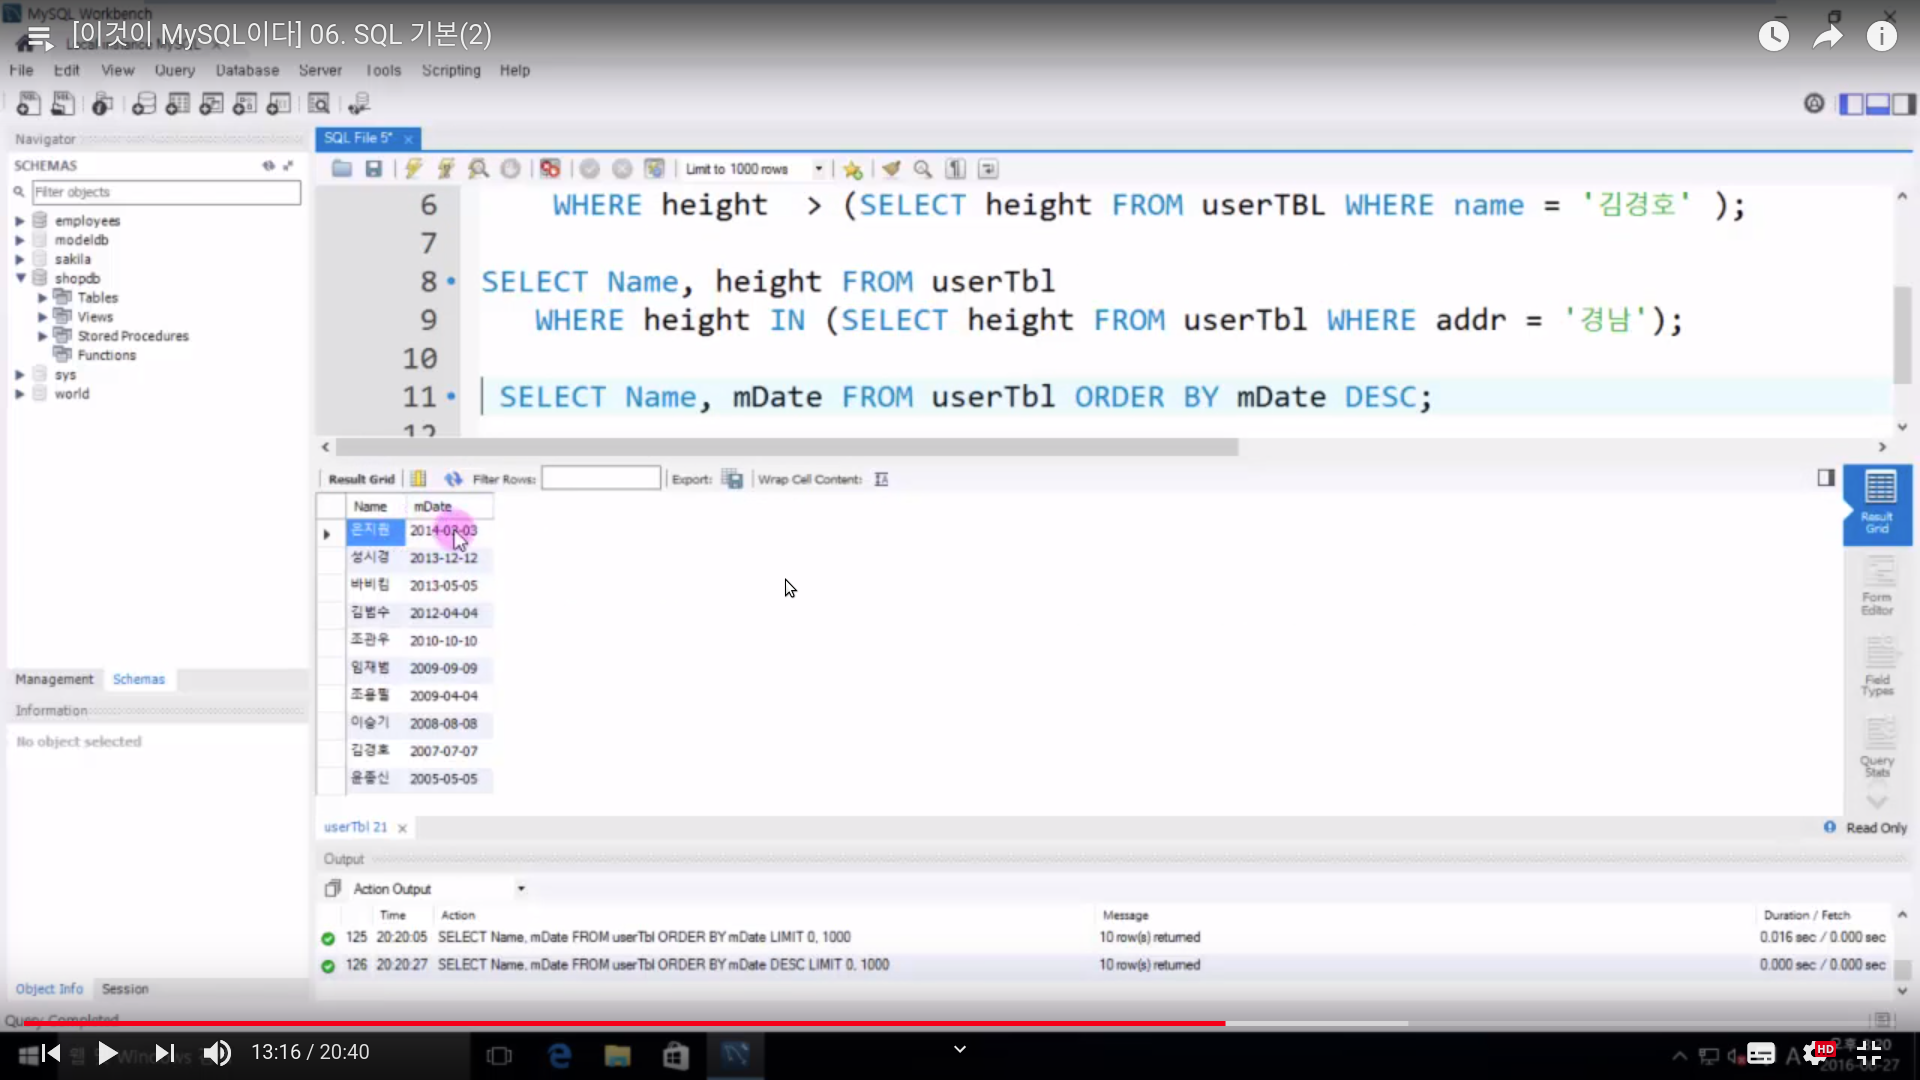 MySQL Workbench
[이것이 MySQL이다] 06. SQL 기본(2)
File Edit View Query Database Server Tools Scripting Help
Navigator
SQL File 5*
SCHEMAS
Limit to 1000 rows
Filter objects
employees
modeldb
sakila
shopdb
Tables
Views
Stored Procedures
Functions
sys
world
6 WHERE height > (SELECT height FROM userTBL WHERE name = '김경호' );
7
8 SELECT Name, height FROM userTbl
9 WHERE height IN (SELECT height FROM userTbl WHERE addr = '경남');
10
11 SELECT Name, mDate FROM userTbl ORDER BY mDate DESC;
12
Result Grid Filter Rows: Export: Wrap Cell Content:
Name mDate
은지원 2014-03-03
성시경 2013-12-12
바비킴 2013-05-05
김범수 2012-04-04
조관우 2010-10-10
임재범 2009-09-09
조용필 2009-04-04
이승기 2008-08-08
김경호 2007-07-07
윤종신 2005-05-05
Result Grid
Form Editor
Field Types
Query Stats
Management Schemas
Information
No object selected
userTbl 21
Read Only
Output
Action Output
Time Action Message Duration / Fetch
125 20:20:05 SELECT Name, mDate FROM userTbl ORDER BY mDate LIMIT 0, 1000 10 row(s) returned 0.016 sec / 0.000 sec
126 20:20:27 SELECT Name, mDate FROM userTbl ORDER BY mDate DESC LIMIT 0, 1000 10 row(s) returned 0.000 sec / 0.000 sec
Object Info Session
Query Completed
13:16 / 20:40
HD